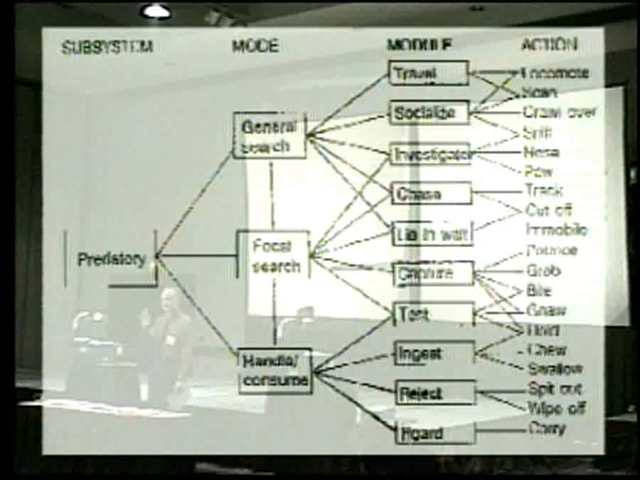 SUBSYSTEM MODE MODULE ACTION
Travel
Socialize
Investigate
Chase
Lie in wait
Capture
Test
Ingest
Reject
Hoard
General search
Focal search
Handle/ consume
Predatory
Locomote
Scan
Crawl over
Sniff
Nose
Paw
Track
Cut off
Immobile
Pounce
Grab
Bite
Gnaw
Hold
Chew
Swallow
Spit out
Wipe off
Carry